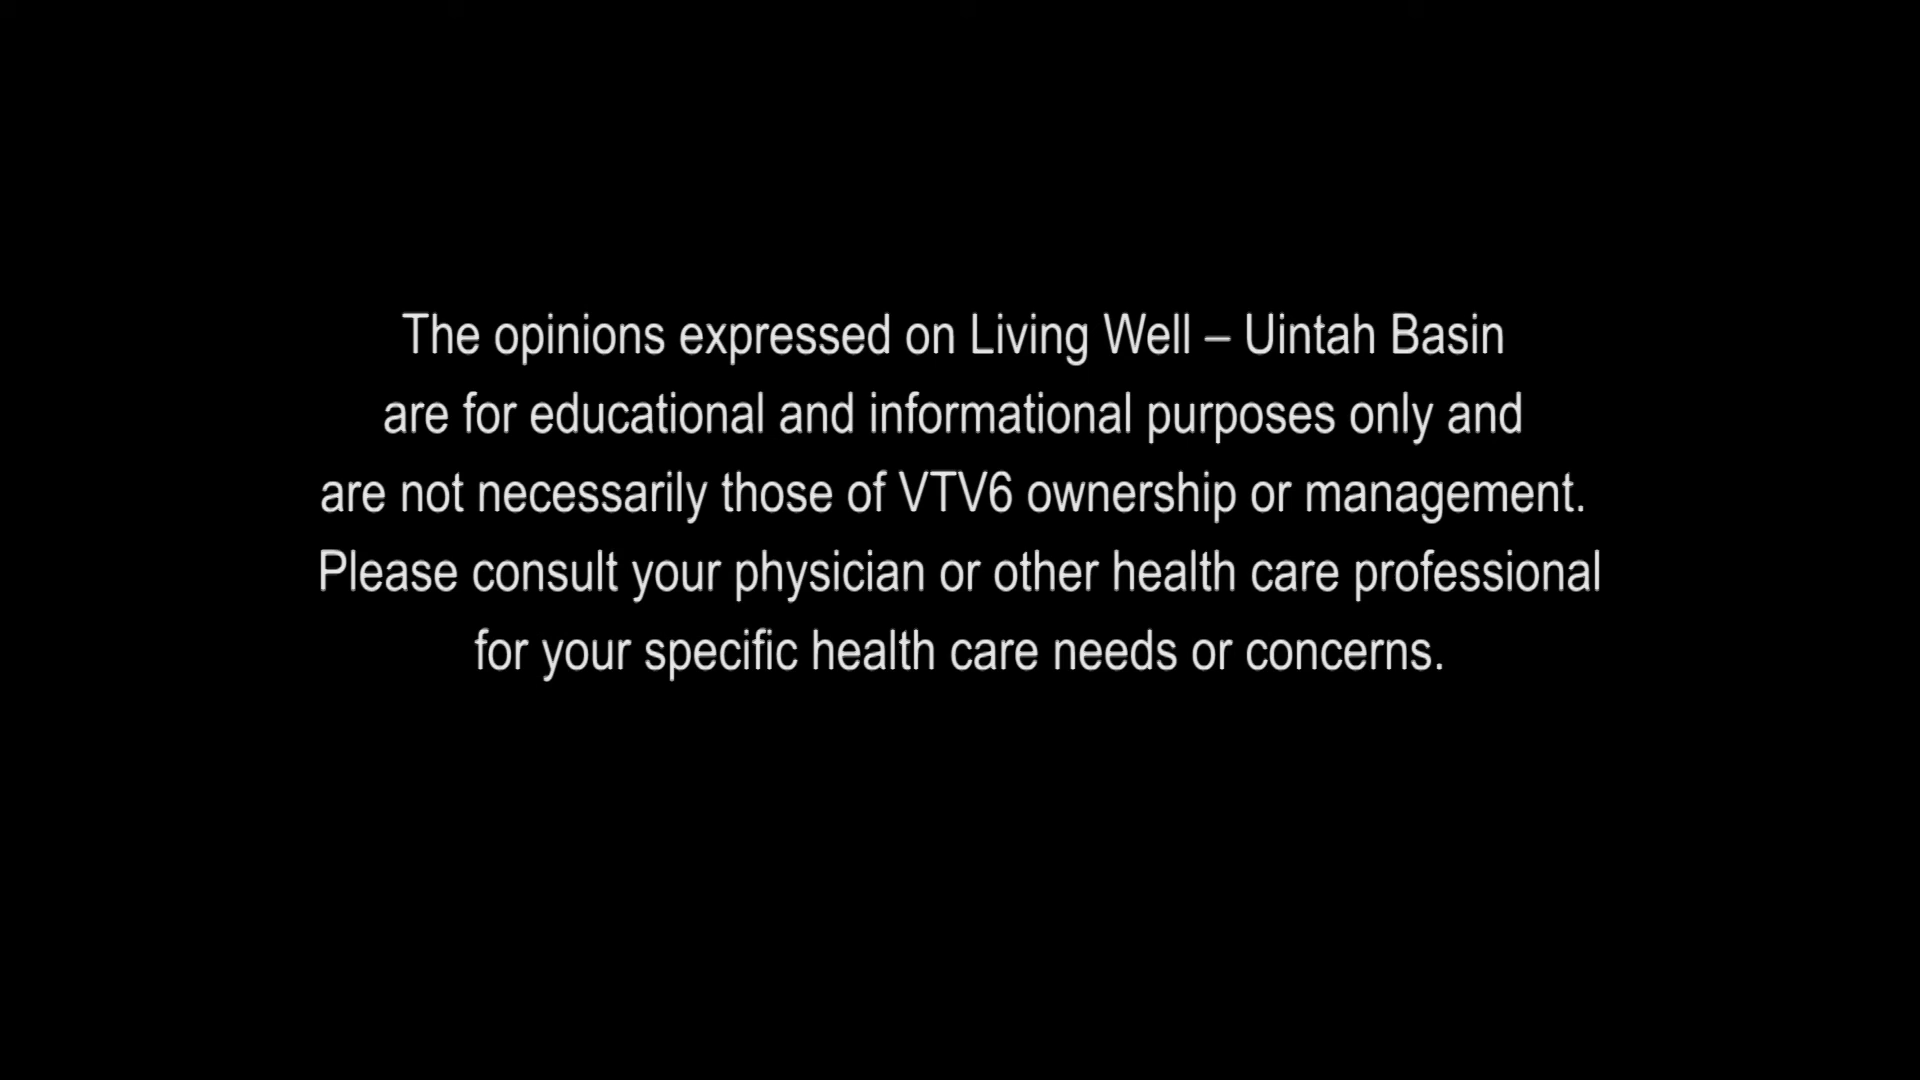 The opinions expressed on Living Well – Uintah Basin
are for educational and informational purposes only and
are not necessarily those of VTV6 ownership or management.
Please consult your physician or other health care professional
for your specific health care needs or concerns.